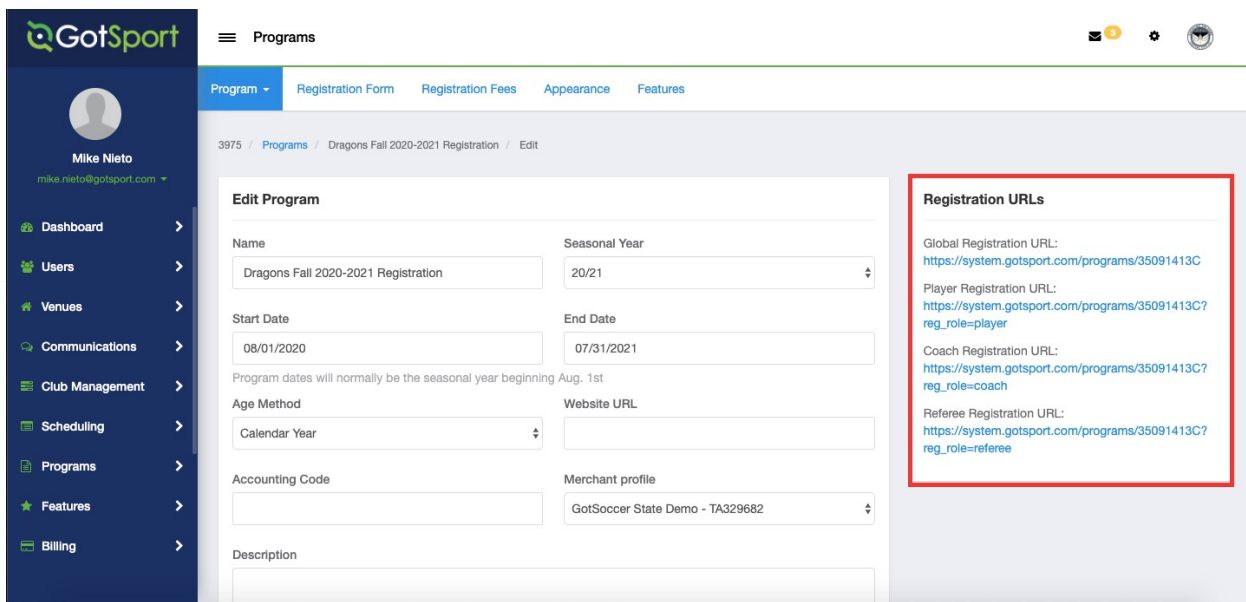 GotSport
Programs
3
Mike Nieto
mike.nieto@gotsport.com
Dashboard
Users
Venues
Communications
Club Management
Scheduling
Programs
Features
Billing
Program
Registration Form
Registration Fees
Appearance
Features
3975 / Programs / Dragons Fall 2020-2021 Registration / Edit
Edit Program
Name
Dragons Fall 2020-2021 Registration
Seasonal Year
20/21
Start Date
08/01/2020
End Date
07/31/2021
Program dates will normally be the seasonal year beginning Aug. 1st
Age Method
Calendar Year
Website URL
Accounting Code
Merchant profile
GotSoccer State Demo - TA329682
Description
Registration URLs
Global Registration URL:
https://system.gotsport.com/programs/35091413C
Player Registration URL:
https://system.gotsport.com/programs/35091413C?
reg_role=player
Coach Registration URL:
https://system.gotsport.com/programs/35091413C?
reg_role=coach
Referee Registration URL:
https://system.gotsport.com/programs/35091413C?
reg_role=referee